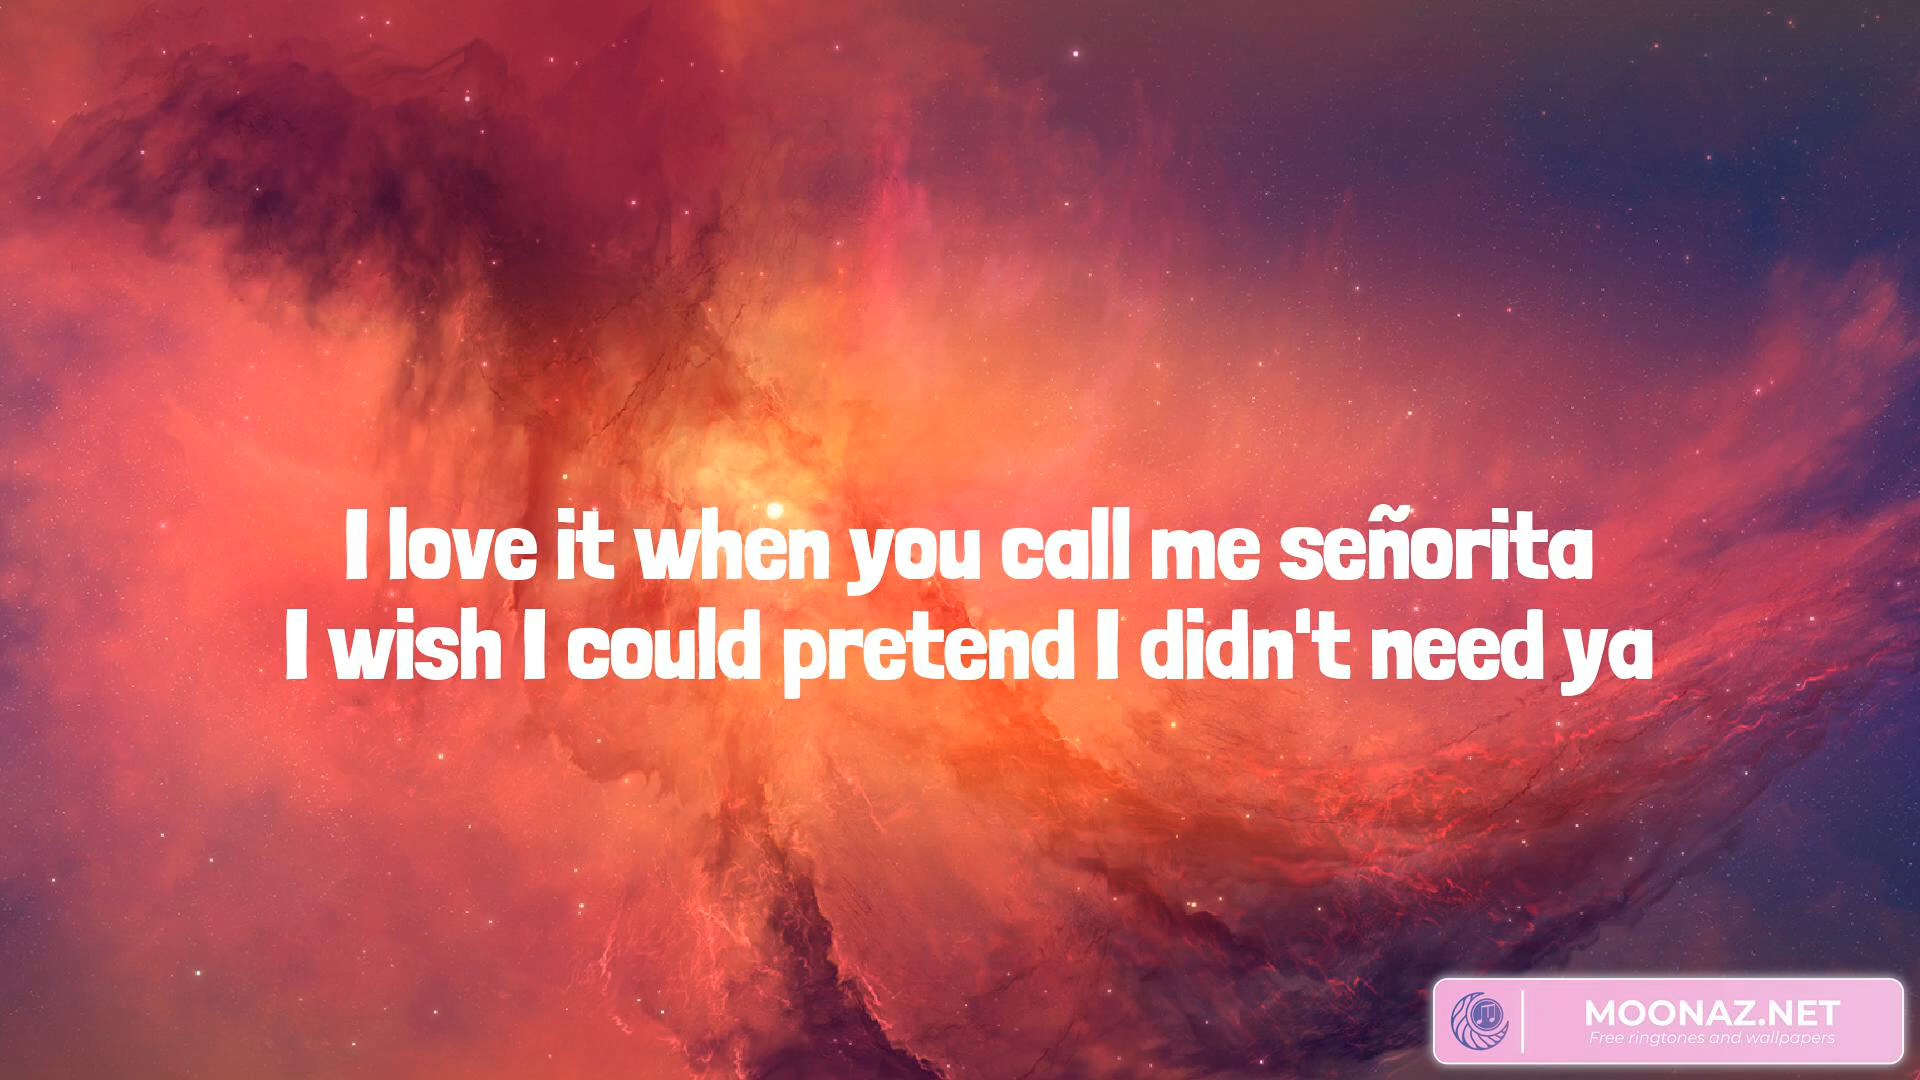 I love it when you call me señorita
I wish I could pretend I didn't need ya
MOONAZ.NET
Free ringtones and wallpapers